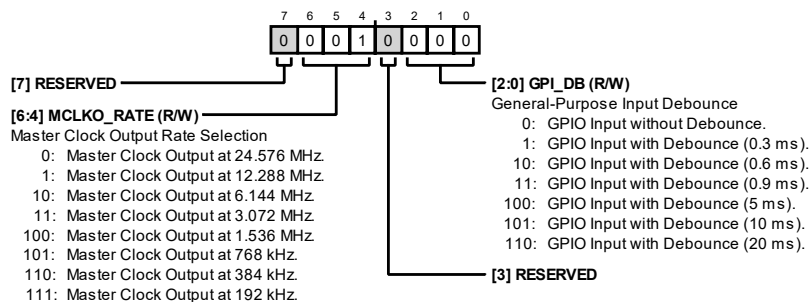 7 6 5 4 3 2 1 0
0 0 0 1 0 0 0 0
[7] RESERVED
[6:4] MCLKO_RATE (R/W)
Master Clock Output Rate Selection
0: Master Clock Output at 24.576 MHz.
1: Master Clock Output at 12.288 MHz.
10: Master Clock Output at 6.144 MHz.
11: Master Clock Output at 3.072 MHz.
100: Master Clock Output at 1.536 MHz.
101: Master Clock Output at 768 kHz.
110: Master Clock Output at 384 kHz.
111: Master Clock Output at 192 kHz.
[2:0] GPI_DB (R/W)
General-Purpose Input Debounce
0: GPIO Input without Debounce.
1: GPIO Input with Debounce (0.3 ms).
10: GPIO Input with Debounce (0.6 ms).
11: GPIO Input with Debounce (0.9 ms).
100: GPIO Input with Debounce (5 ms).
101: GPIO Input with Debounce (10 ms).
110: GPIO Input with Debounce (20 ms).
[3] RESERVED